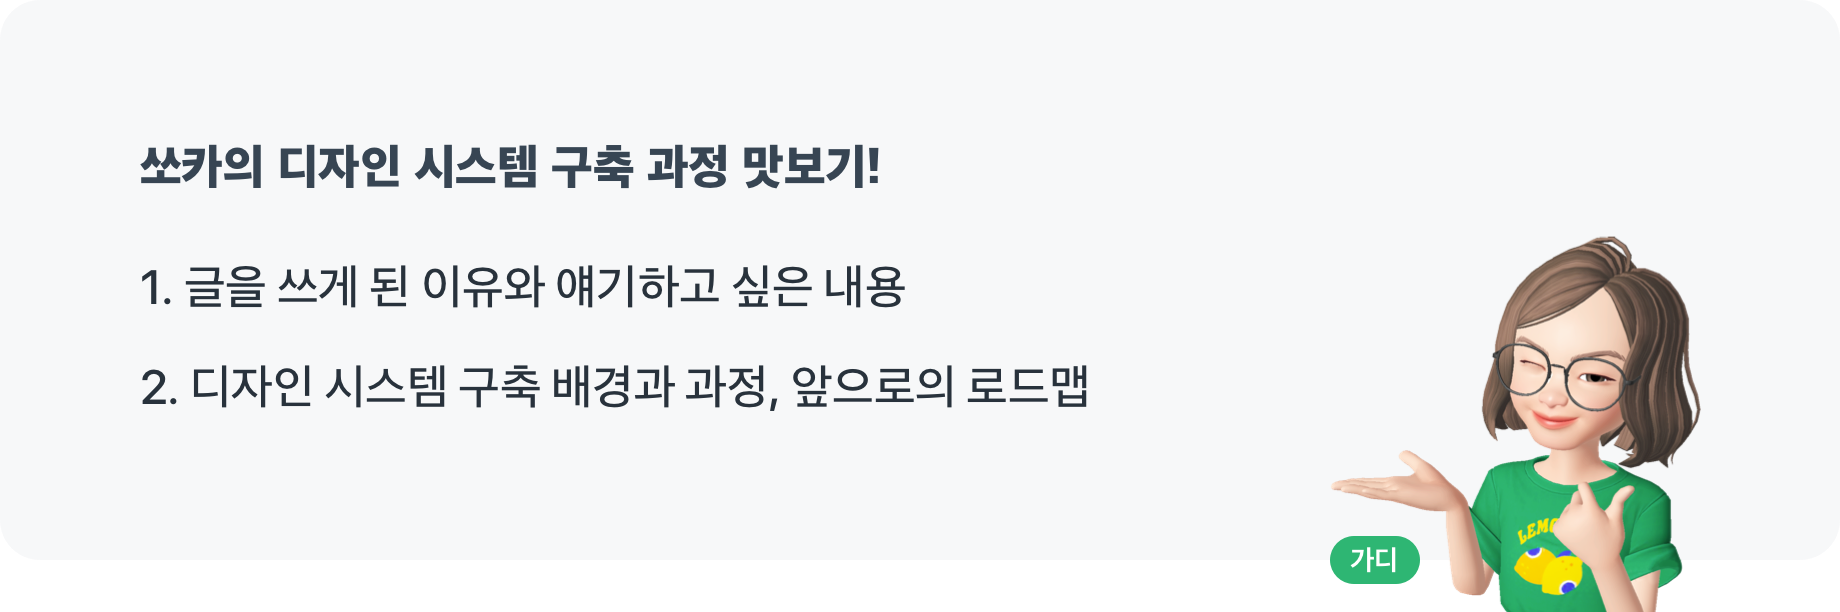 쏘카의 디자인 시스템 구축 과정 맛보기!
1. 글을 쓰게 된 이유와 얘기하고 싶은 내용
2. 디자인 시스템 구축 배경과 과정, 앞으로의 로드맵
가디